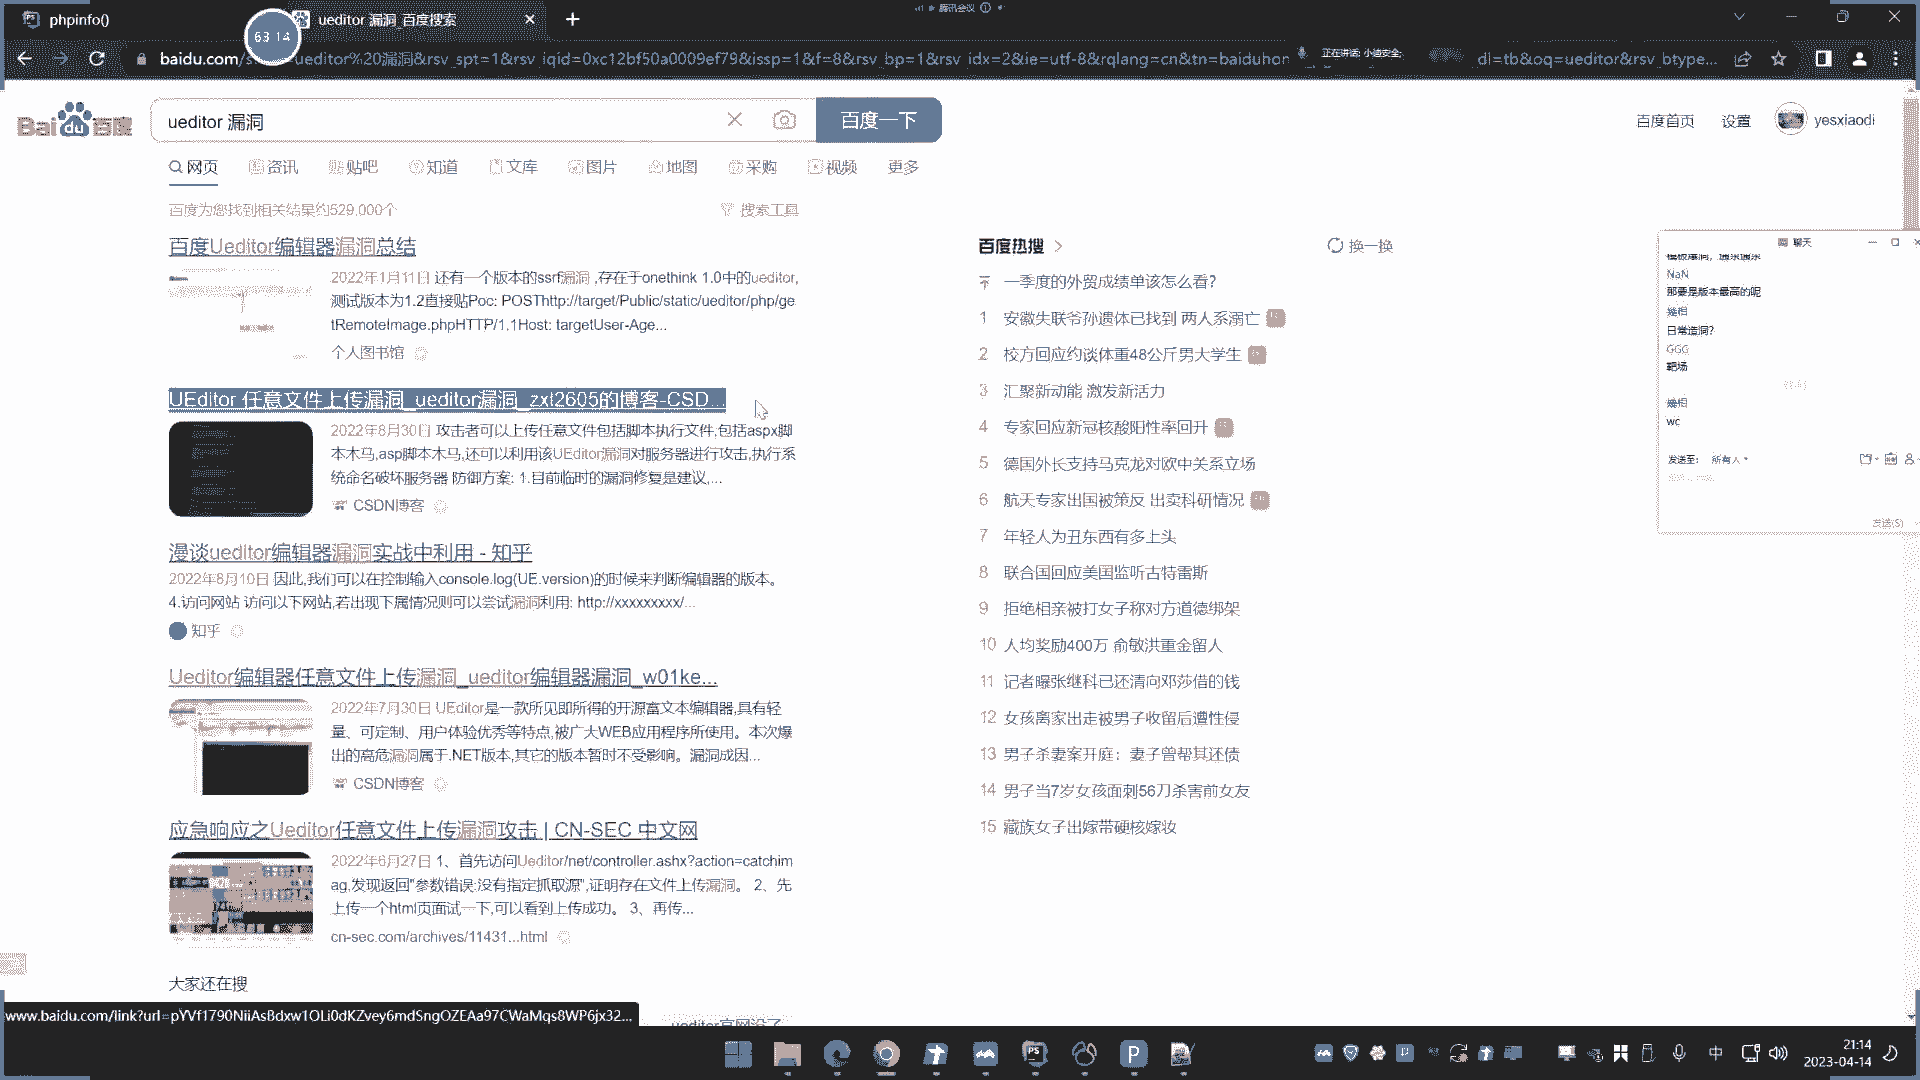 phpinfo()
ueditor 漏洞_百度搜索
腾讯会议
63 14
baidu.com/s
ueditor%20漏洞&rsv_spt=1&rsv_iqid=0xc12bf50a0009ef79&issp=1&f=8&rsv_bp=1&rsv_idx=2&ie=utf-8&rqlang=cn&tn=baiduhon
正在讲话: 小迪安全;
dl=tb&oq=ueditor&rsv_btype...
Bai du 百度
ueditor 漏洞
百度一下
百度首页
设置
yesxiaodi
网页
资讯
贴吧
知道
文库
图片
地图
采购
视频
更多
百度为您找到相关结果约529,000个
搜索工具
百度Ueditor编辑器漏洞总结
2022年1月11日 还有一个版本的ssrf漏洞 ,存在于onethink 1.0中的ueditor,
测试版本为1.2直接贴Poc: POSThttp://target/Public/static/ueditor/php/ge
tRemoteImage.phpHTTP/1.1Host: targetUser-Age...
个人图书馆
UEditor 任意文件上传漏洞_ueditor漏洞_zxl2605的博客-CSD...
2022年8月30日 攻击者可以上传任意文件包括脚本执行文件,包括aspx脚
本木马,asp脚本木马,还可以利用该UEditor漏洞对服务器进行攻击,执行系
统命名破坏服务器 防御方案: 1.目前临时的漏洞修复是建议,...
CSDN博客
漫谈ueditor编辑器漏洞实战中利用 - 知乎
2022年8月10日 因此,我们可以在控制输入console.log(UE.version)的时候来判断编辑器的版本。
4.访问网站 访问以下网站,若出现下属情况则可以尝试漏洞利用: http://xxxxxxxxx/...
知乎
Ueditor编辑器任意文件上传漏洞_ueditor编辑器漏洞_w01ke...
2022年7月30日 UEditor是一款所见即所得的开源富文本编辑器,具有轻
量、可定制、用户体验优秀等特点,被广大WEB应用程序所使用。本次爆
出的高危漏洞属于.NET版本,其它的版本暂时不受影响。漏洞成因...
CSDN博客
应急响应之Ueditor任意文件上传漏洞攻击 | CN-SEC 中文网
2022年6月27日 1、首先访问Ueditor/net/controller.ashx?action=catchim
ag,发现返回"参数错误:没有指定抓取源",证明存在文件上传漏洞。 2、先
上传一个html页面试一下,可以看到上传成功。 3、再传...
cn-sec.com/archives/11431...html
大家还在搜
百度热搜
换一换
一季度的外贸成绩单该怎么看?
1 安徽失联爷孙遗体已找到 两人系溺亡
2 校方回应约谈体重48公斤男大学生
3 汇聚新动能 激发新活力
4 专家回应新冠核酸阳性率回升
5 德国外长支持马克龙对欧中关系立场
6 航天专家出国被策反 出卖科研情况
7 年轻人为丑东西有多上头
8 联合国回应美国监听古特雷斯
9 拒绝相亲被打女子称对方道德绑架
10 人均奖励400万 俞敏洪重金留人
11 记者曝张继科已还清向邓莎借的钱
12 女孩离家出走被男子收留后遭性侵
13 男子杀妻案开庭：妻子曾帮其还债
14 男子当7岁女孩面刺56刀杀害前女友
15 藏族女子出嫁带硬核嫁妆
聊天
NaN
那要是版本最高的呢
日常造洞?
GGG
靶场
wc
发送至:
所有人
发送(S)
www.baidu.com/link?url=pYVf1790NiiAsBdxw1OLi0dKZvey6mdSngOZEAa97CWaMqs8WP6jx32...
中
21:14
2023-04-14